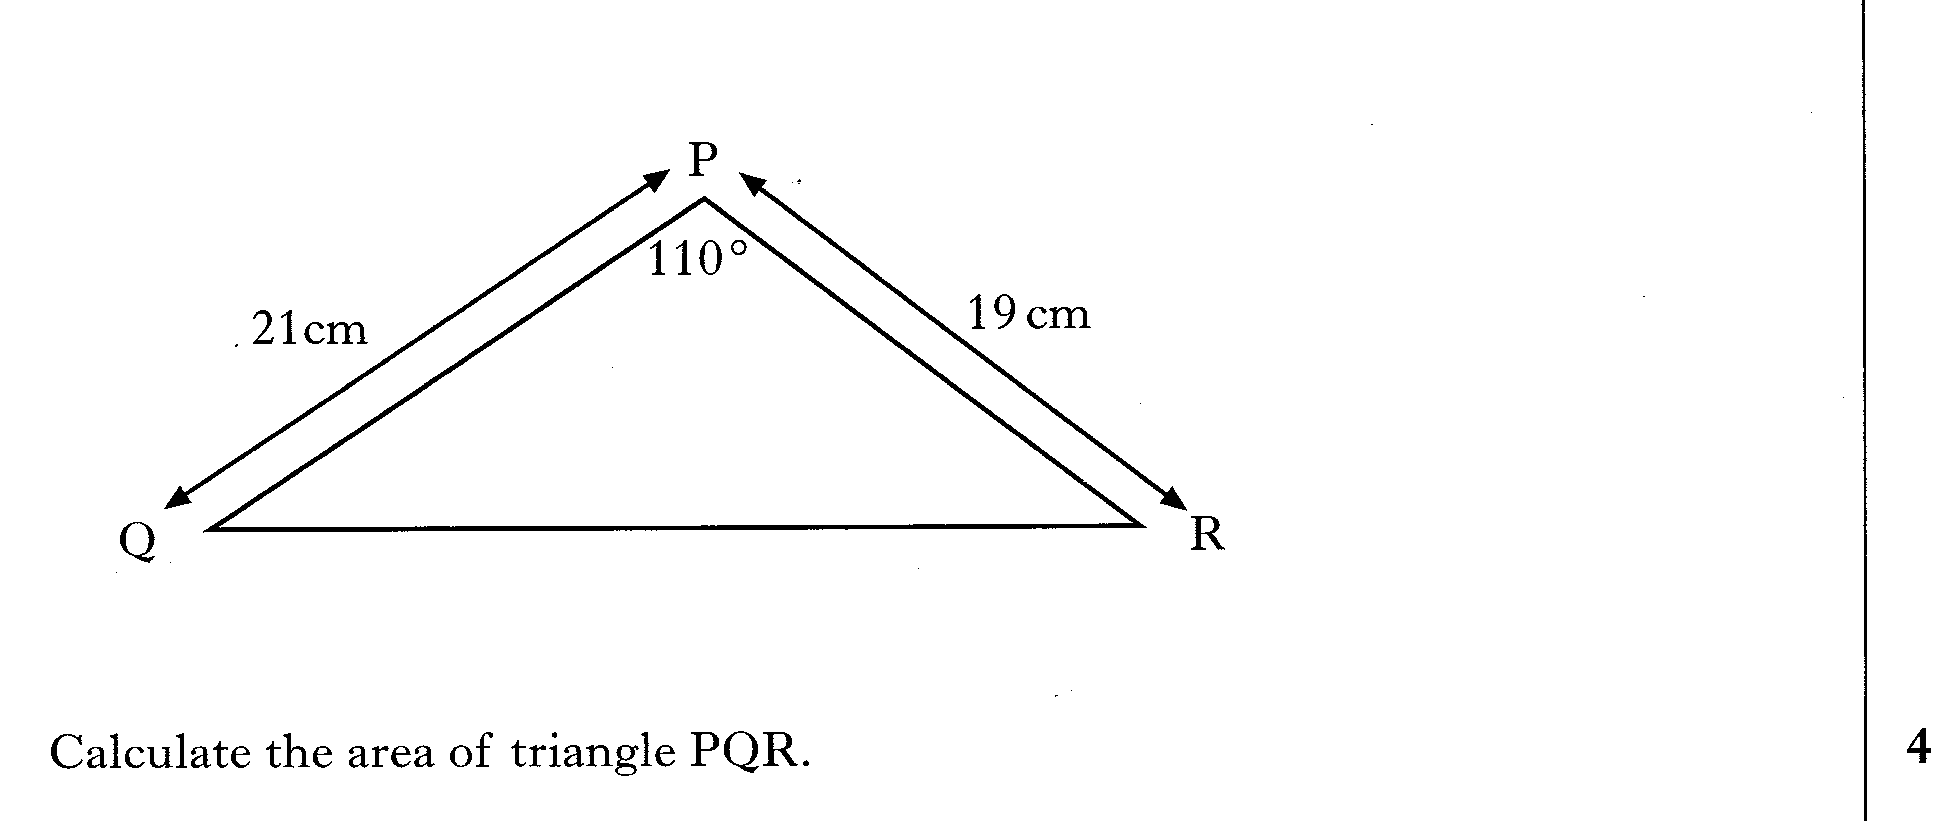 P
110°
21cm
19 cm
Q
R
Calculate the area of triangle PQR.
4